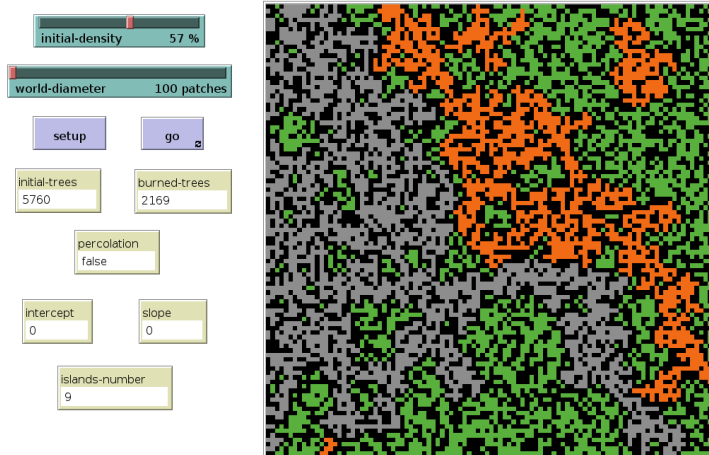 initial-density 57 %
world-diameter 100 patches
setup go
initial-trees burned-trees
5760 2169
percolation
false
intercept slope
0 0
islands-number
9